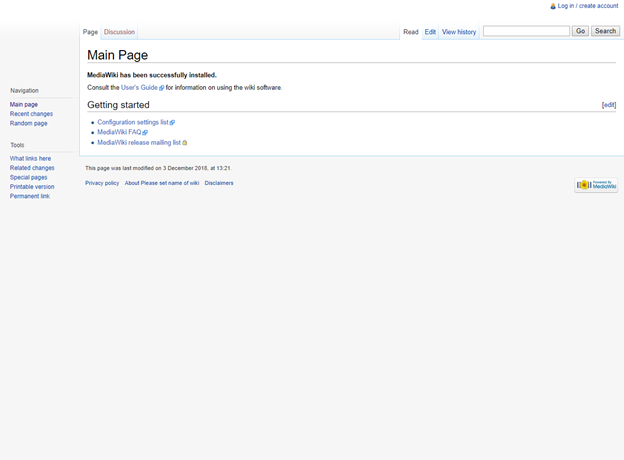 Log in / create account
Page Discussion Read Edit View history Go Search
Main Page
MediaWiki has been successfully installed.
Consult the User's Guide for information on using the wiki software.
Getting started [edit]
Configuration settings list
MediaWiki FAQ
MediaWiki release mailing list
Navigation
Main page
Recent changes
Random page
Tools
What links here
Related changes
Special pages
Printable version
Permanent link
This page was last modified on 3 December 2018, at 13:21.
Privacy policy About Please set name of wiki Disclaimers
Powered By
MediaWiki